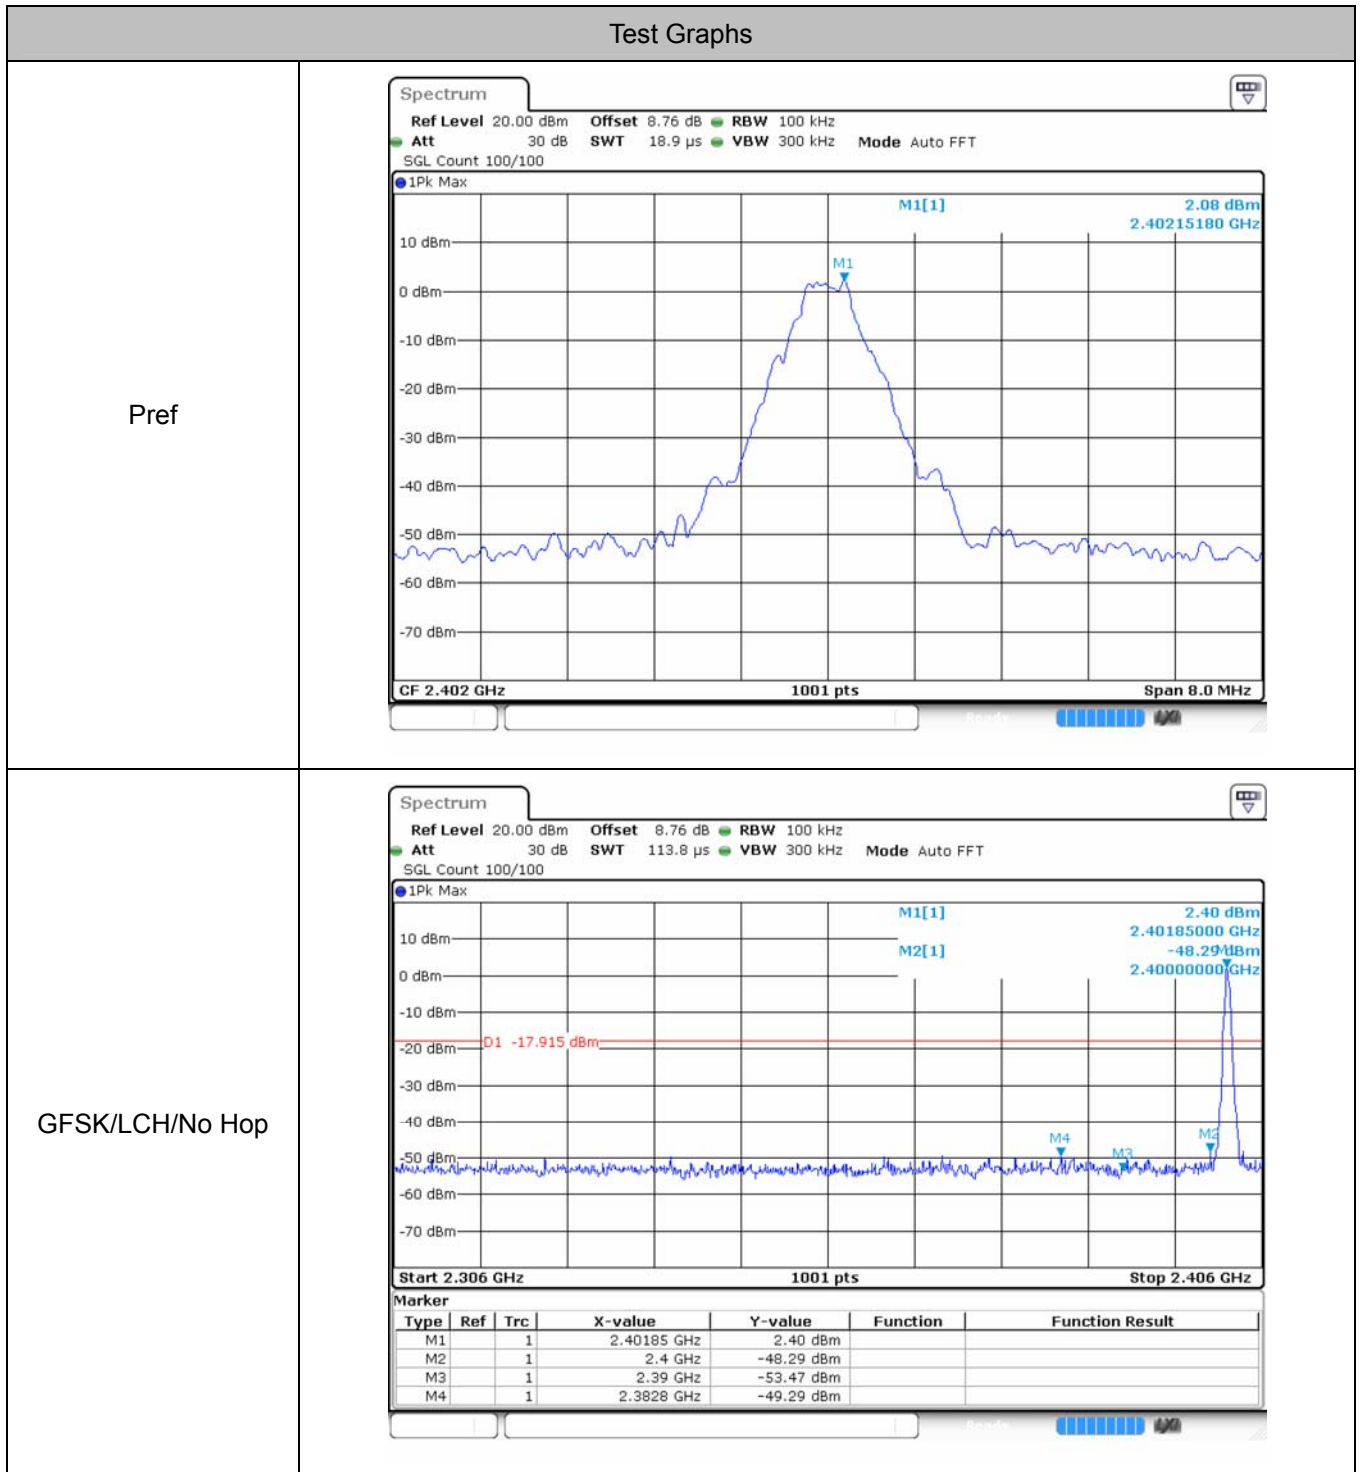 Test Graphs
Pref
Spectrum
Ref Level 20.00 dBm Offset 8.76 dB RBW 100 kHz
Att 30 dB SWT 18.9 µs VBW 300 kHz Mode Auto FFT
SGL Count 100/100
1Pk Max
M1[1] 2.08 dBm
2.40215180 GHz
10 dBm
M1
0 dBm
-10 dBm
-20 dBm
-30 dBm
-40 dBm
-50 dBm
-60 dBm
-70 dBm
CF 2.402 GHz 1001 pts Span 8.0 MHz
Ready
GFSK/LCH/No Hop
Spectrum
Ref Level 20.00 dBm Offset 8.76 dB RBW 100 kHz
Att 30 dB SWT 113.8 µs VBW 300 kHz Mode Auto FFT
SGL Count 100/100
1Pk Max
M1[1] 2.40 dBm
2.40185000 GHz
10 dBm
M2[1] -48.29 dBm
M1
2.40000000 GHz
0 dBm
-10 dBm
D1 -17.915 dBm
-20 dBm
-30 dBm
-40 dBm
M4 M3 M2
-50 dBm
-60 dBm
-70 dBm
Start 2.306 GHz 1001 pts Stop 2.406 GHz
Marker
Type Ref Trc X-value Y-value Function Function Result
M1 1 2.40185 GHz 2.40 dBm
M2 1 2.4 GHz -48.29 dBm
M3 1 2.39 GHz -53.47 dBm
M4 1 2.3828 GHz -49.29 dBm
Ready